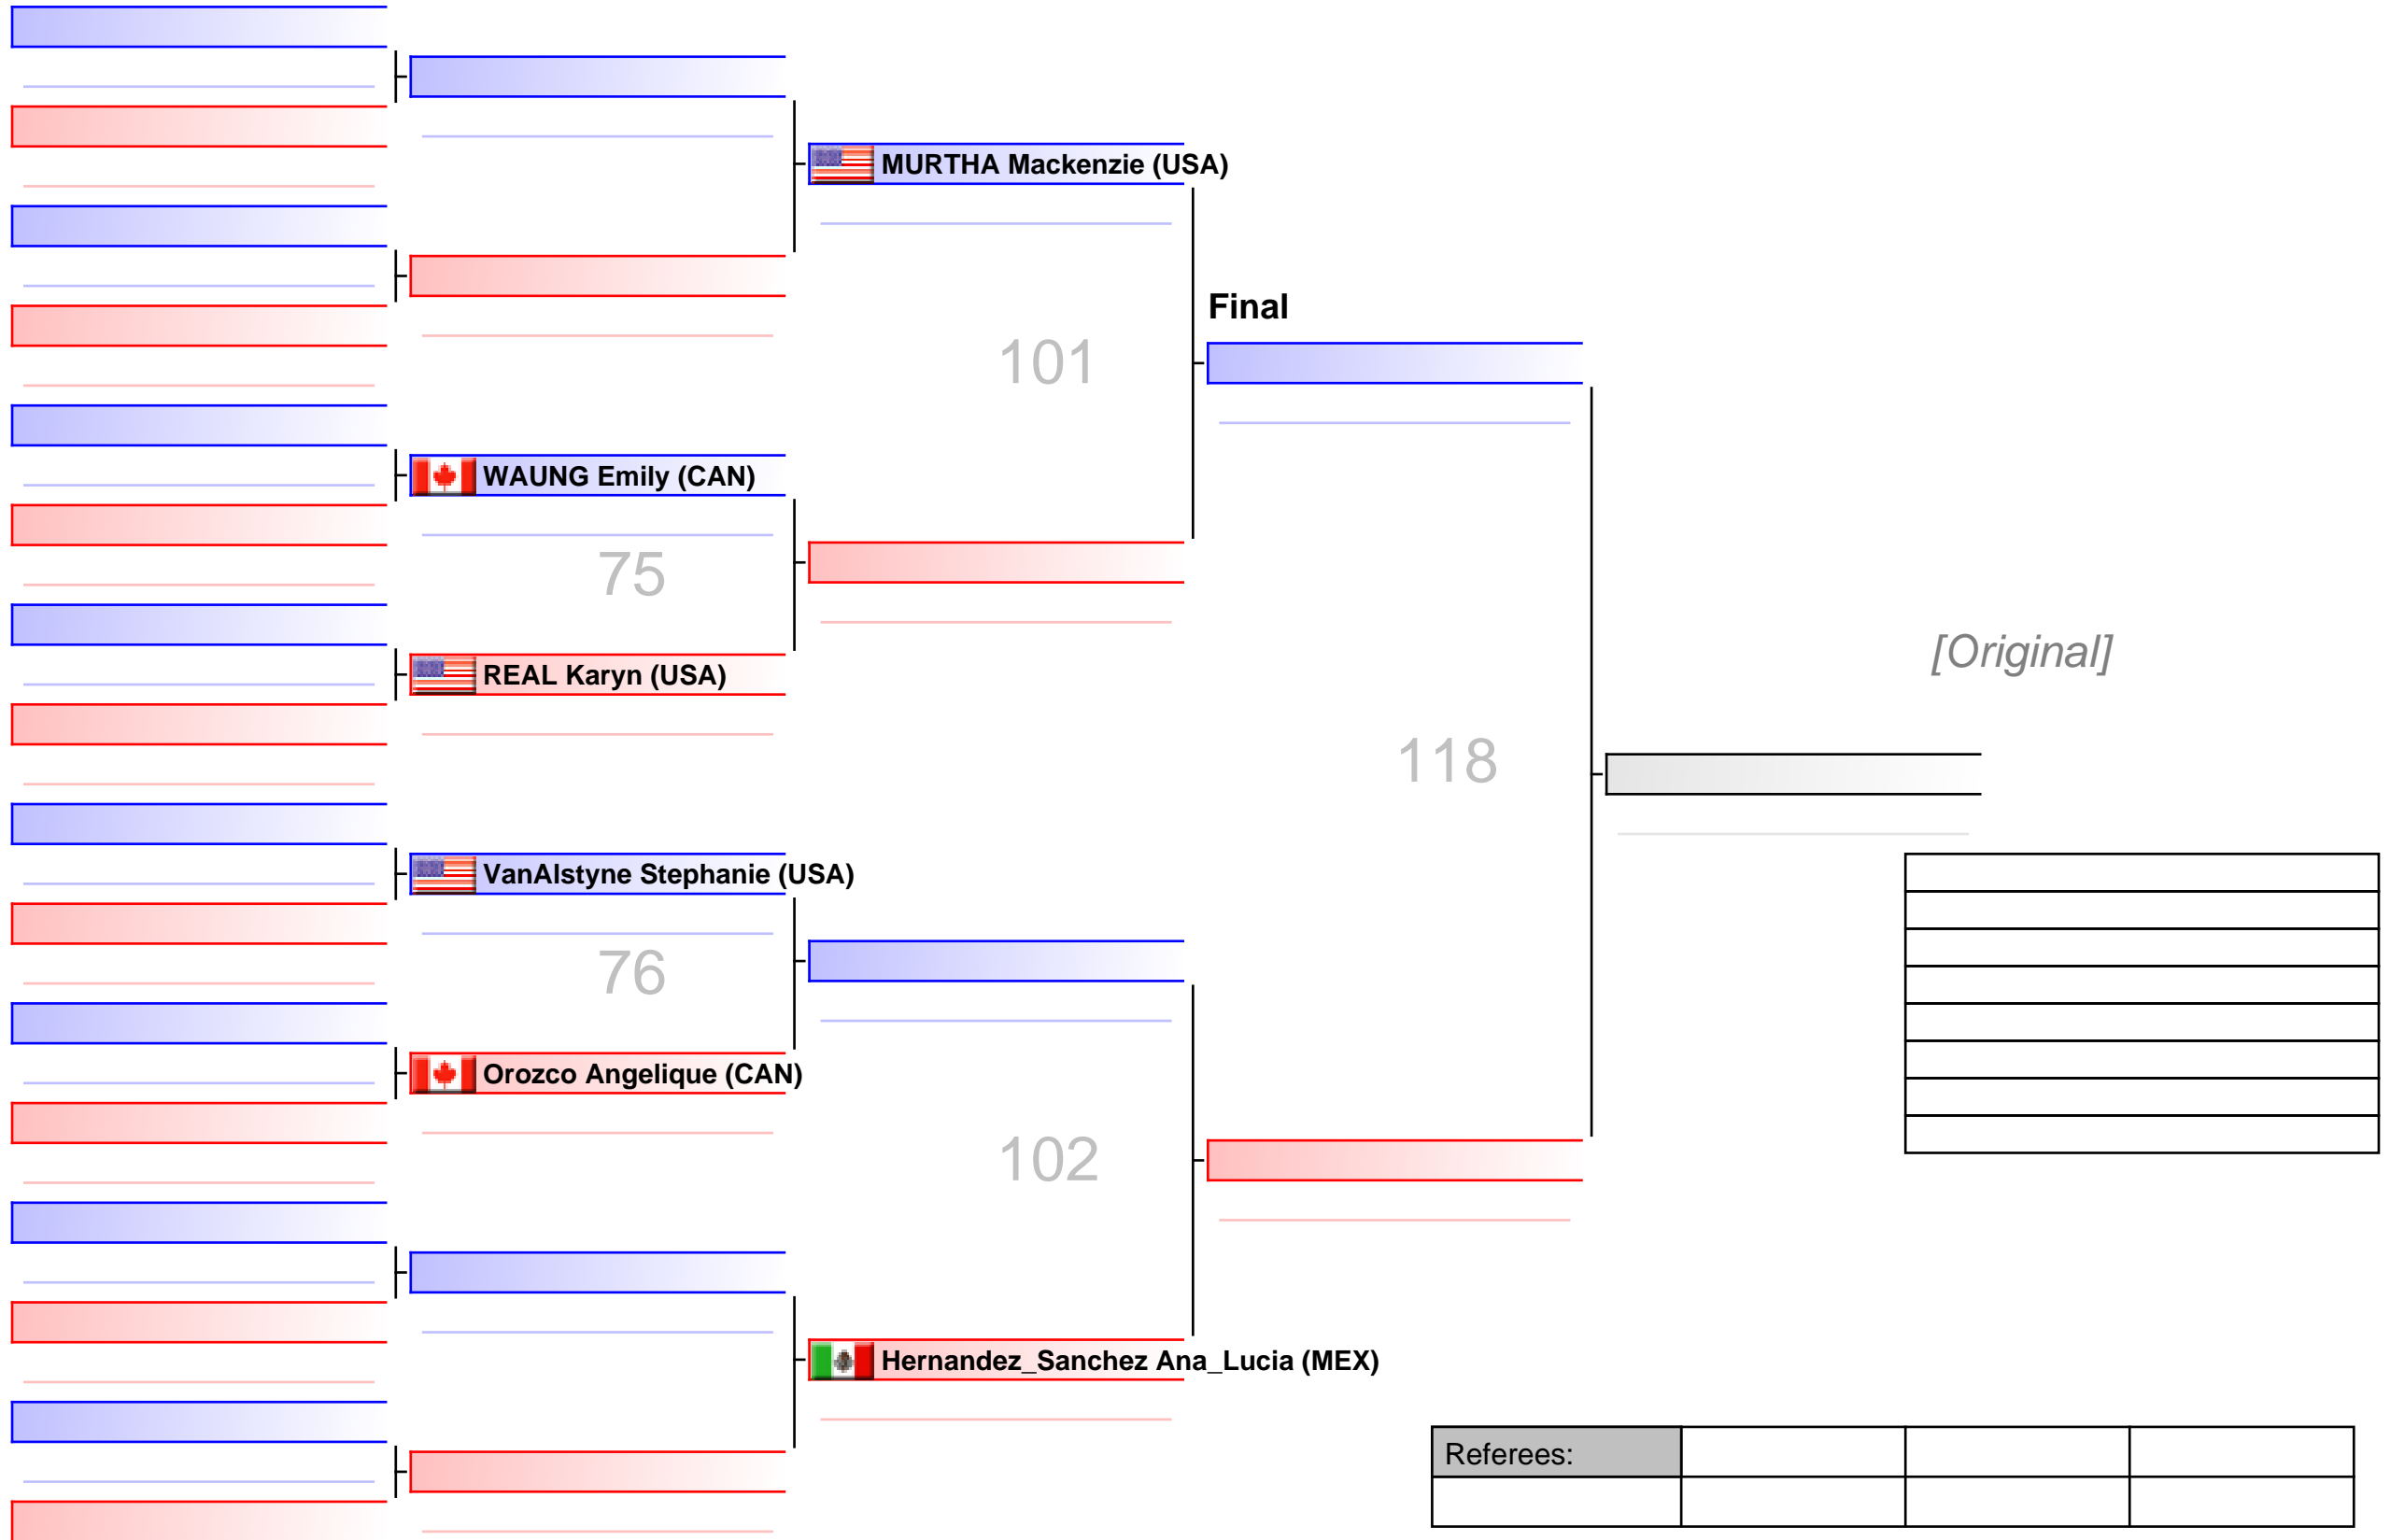 MURTHA Mackenzie (USA)
Final
101
WAUNG Emily (CAN)
75
REAL Karyn (USA)
[Original]
118
VanAlstyne Stephanie (USA)
76
Orozco Angelique (CAN)
102
Hernandez_Sanchez Ana_Lucia (MEX)
Referees: